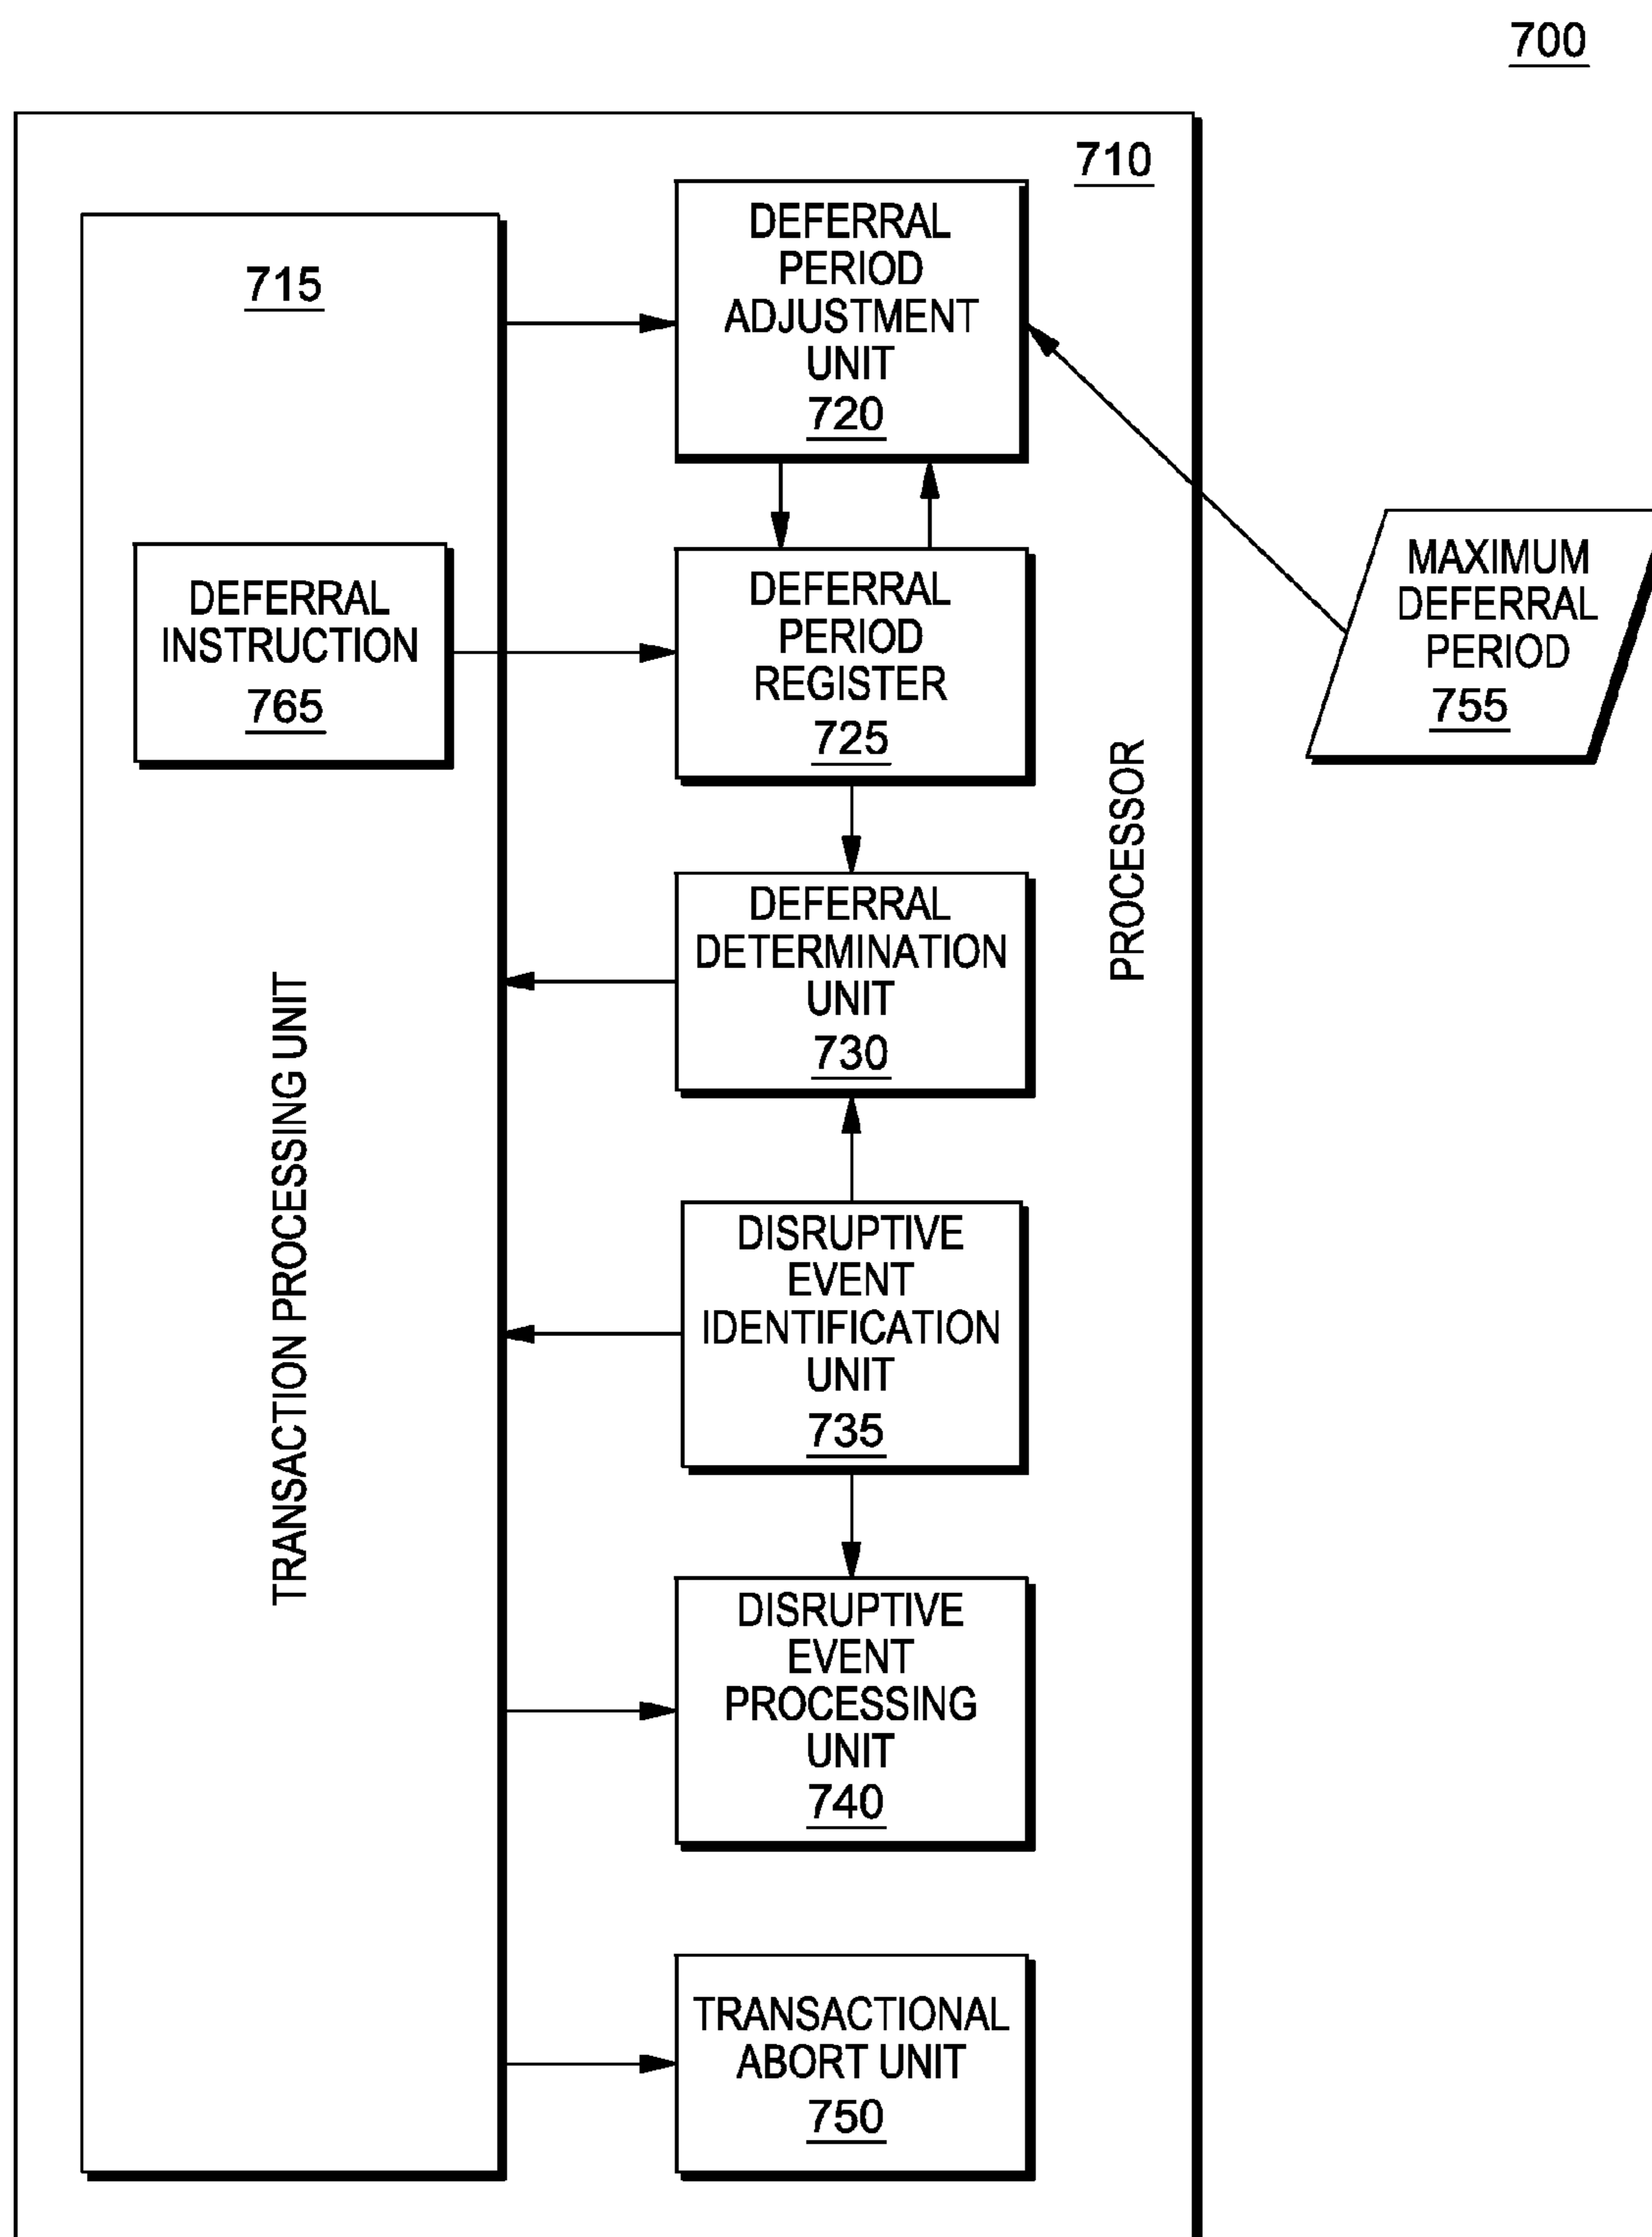 700
710
715
DEFERRAL
PERIOD
ADJUSTMENT
UNIT
720
DEFERRAL
INSTRUCTION
765
DEFERRAL
PERIOD
REGISTER
725
MAXIMUM
DEFERRAL
PERIOD
755
PROCESSOR
DEFERRAL
DETERMINATION
UNIT
730
TRANSACTION PROCESSING UNIT
DISRUPTIVE
EVENT
IDENTIFICATION
UNIT
735
DISRUPTIVE
EVENT
PROCESSING
UNIT
740
TRANSACTIONAL
ABORT UNIT
750